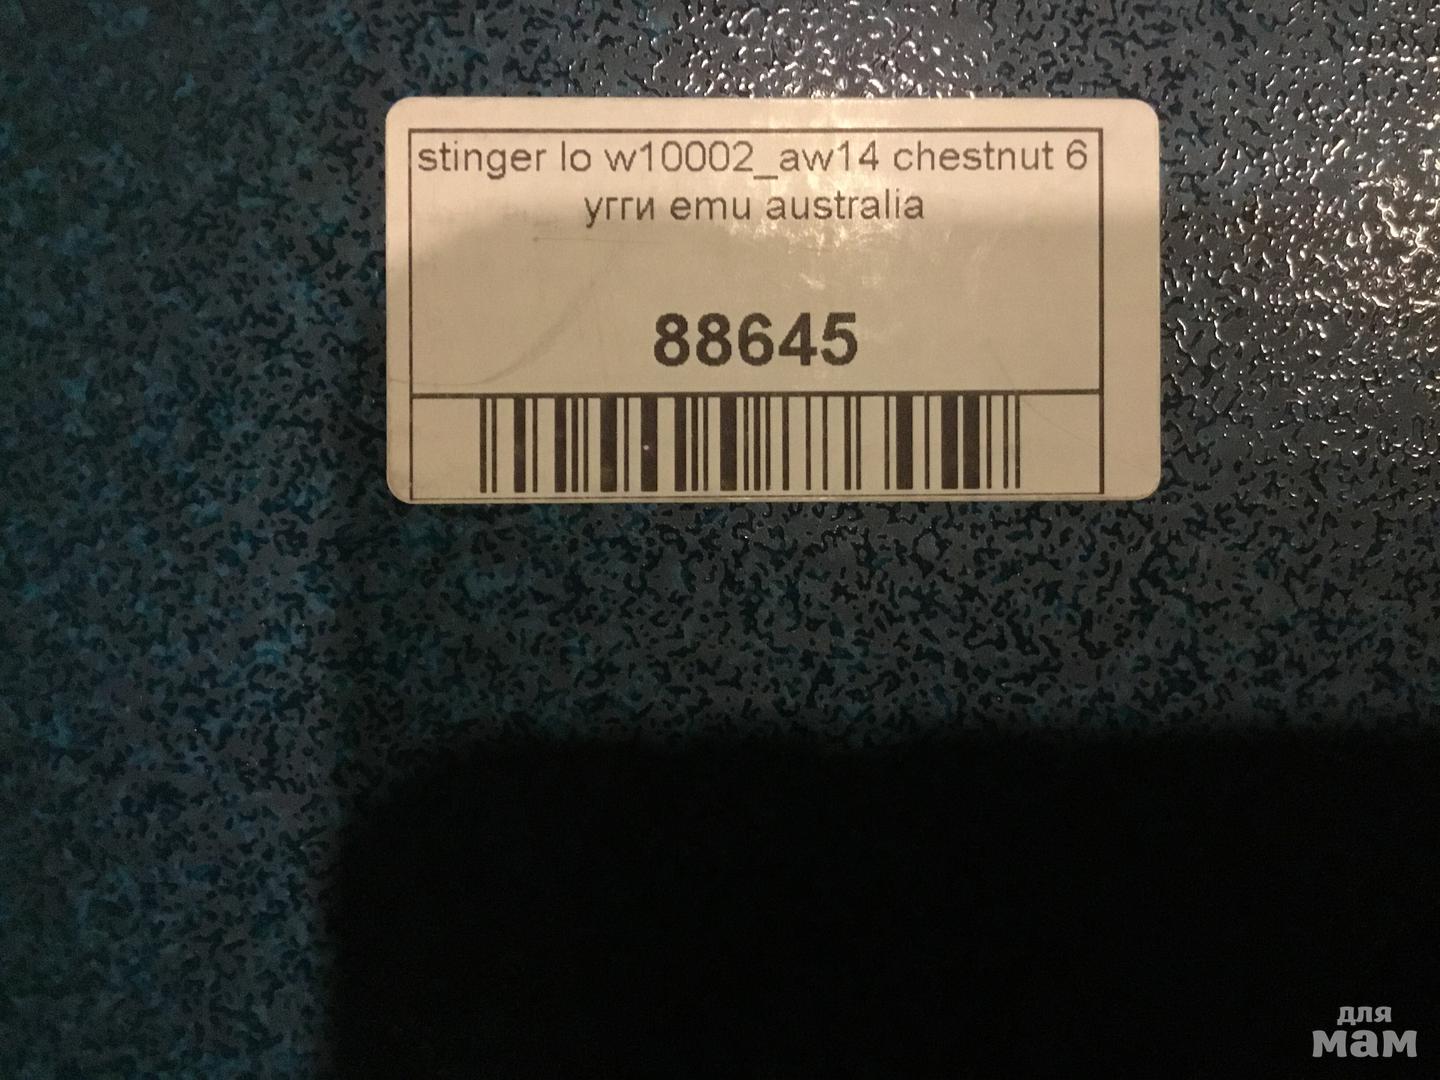 stinger lo w10002_aw14 chestnut 6
угги emu australia
88645
для
мам